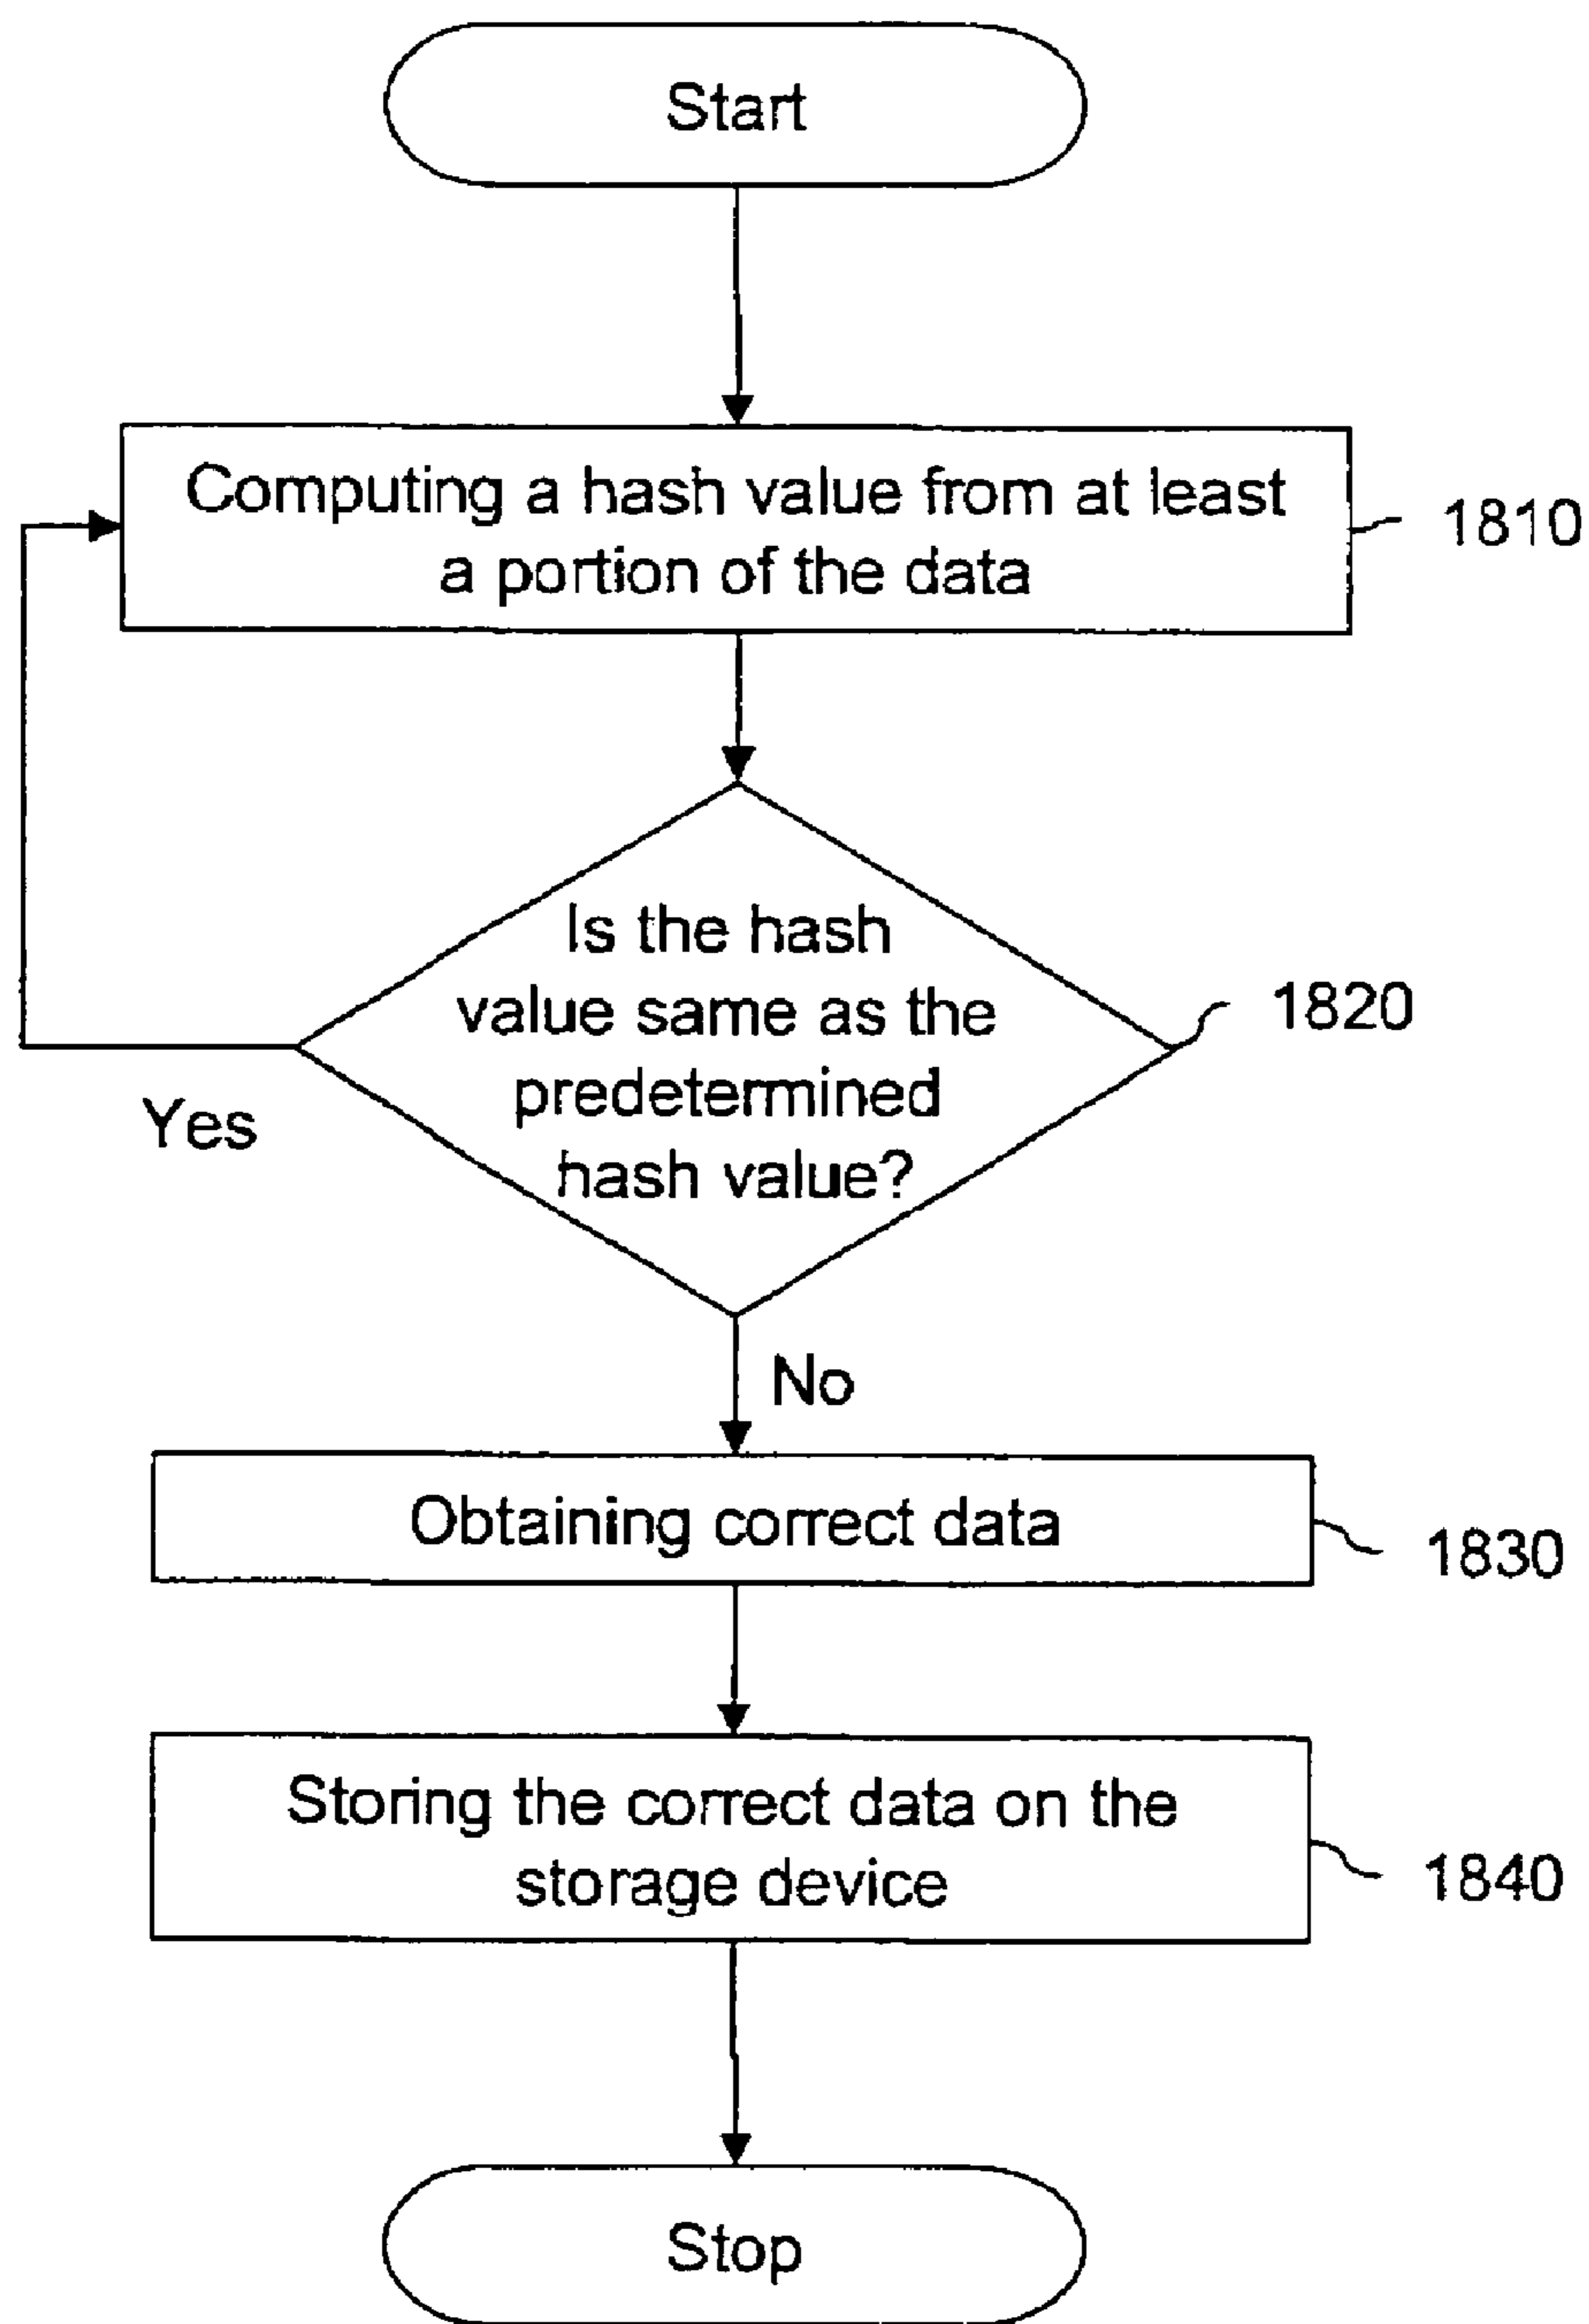 Start
Computing a hash value from at least
a portion of the data
1810
Is the hash
value same as the
predetermined
hash value?
1820
Yes
No
Obtaining correct data
1830
Storing the correct data on the
storage device
1840
Stop